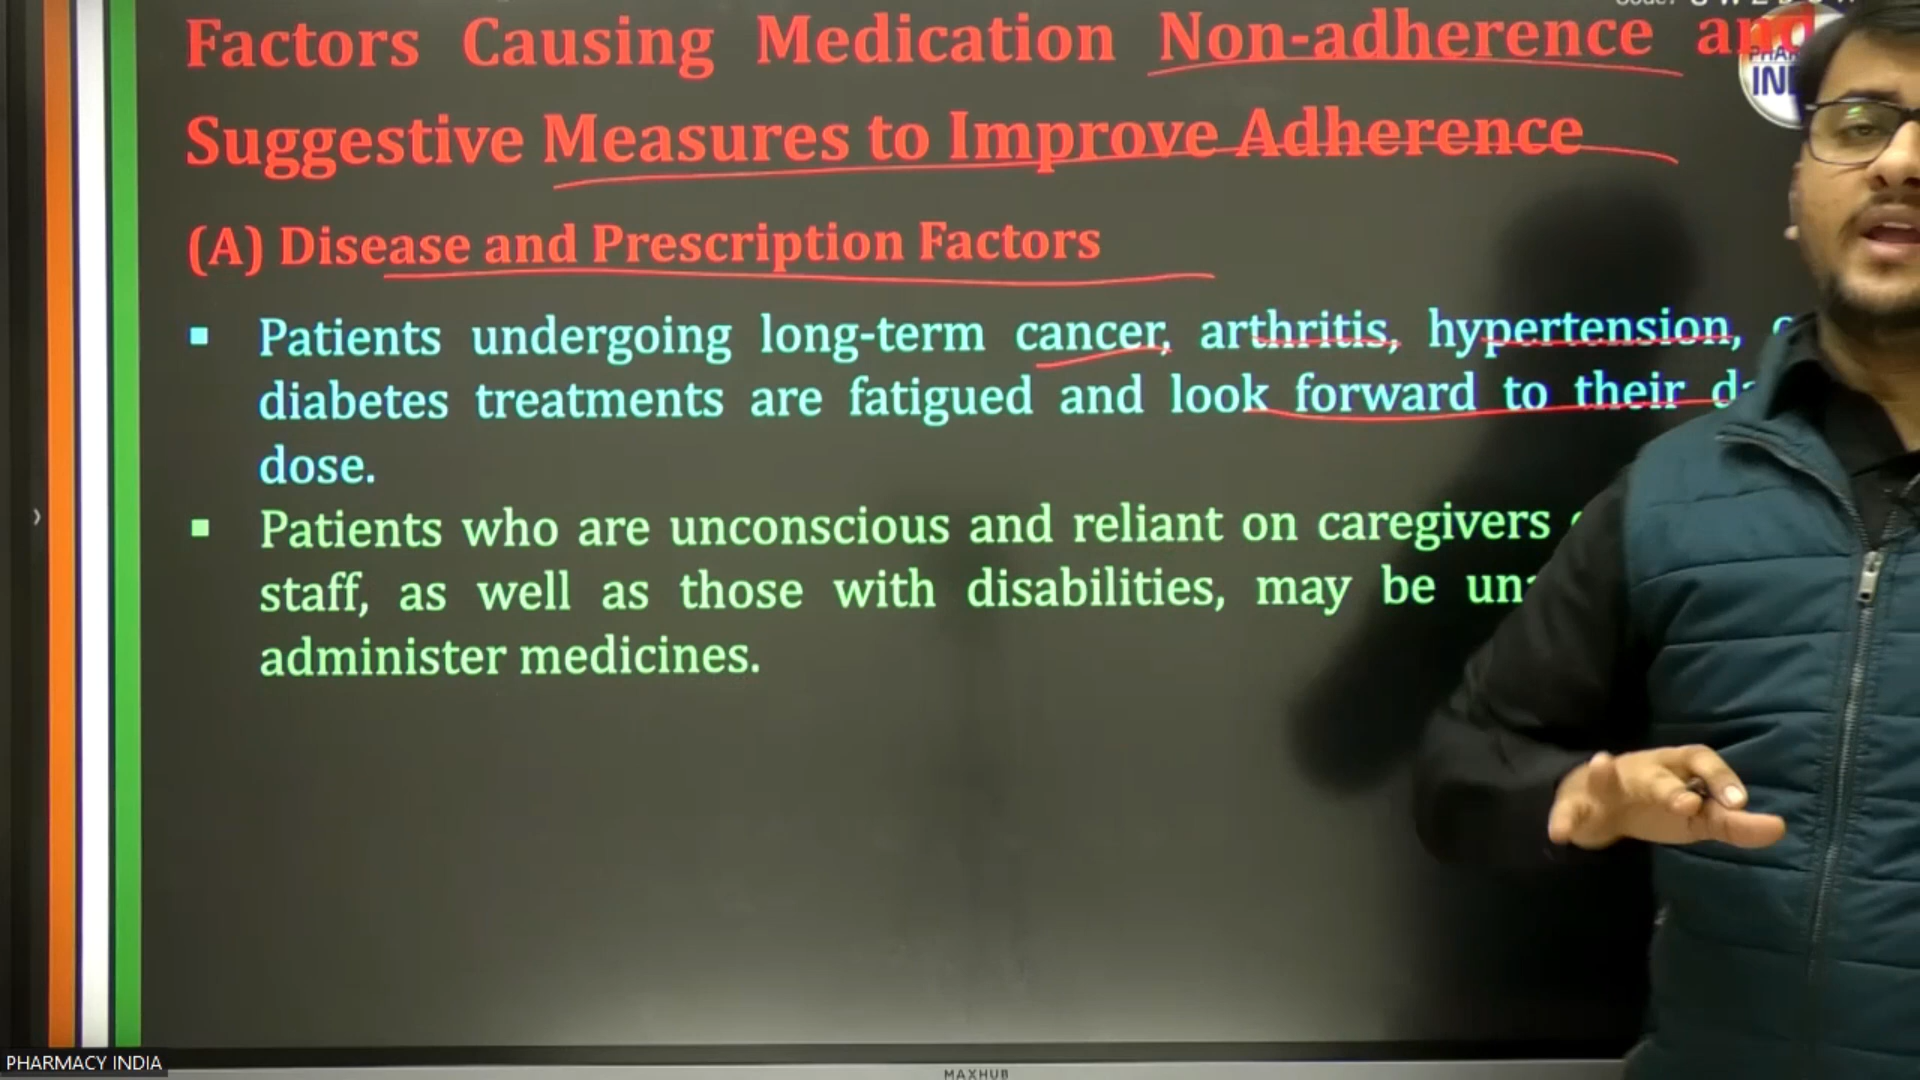 Factors Causing Medication Non-adherence and
Suggestive Measures to Improve Adherence
(A) Disease and Prescription Factors
▪ Patients undergoing long-term cancer, arthritis, hypertension,
diabetes treatments are fatigued and look forward to their
dose.
▪ Patients who are unconscious and reliant on caregivers
staff, as well as those with disabilities, may be
administer medicines.
PHARMACY INDIA
MAXHUB